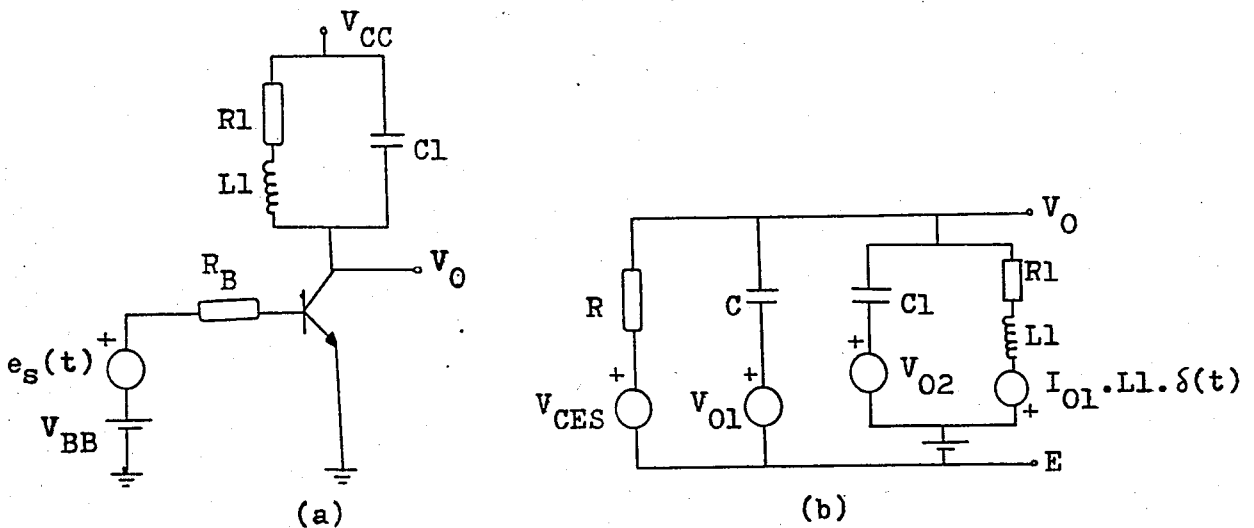 V_CC
R1
L1
C1
V_O
R_B
+
e_s(t)
V_BB
(a)
V_O
R
C
C1
R1
L1
+
V_CES
+
V_O1
+
V_O2
I_O1.L1.δ(t)
+
E
(b)